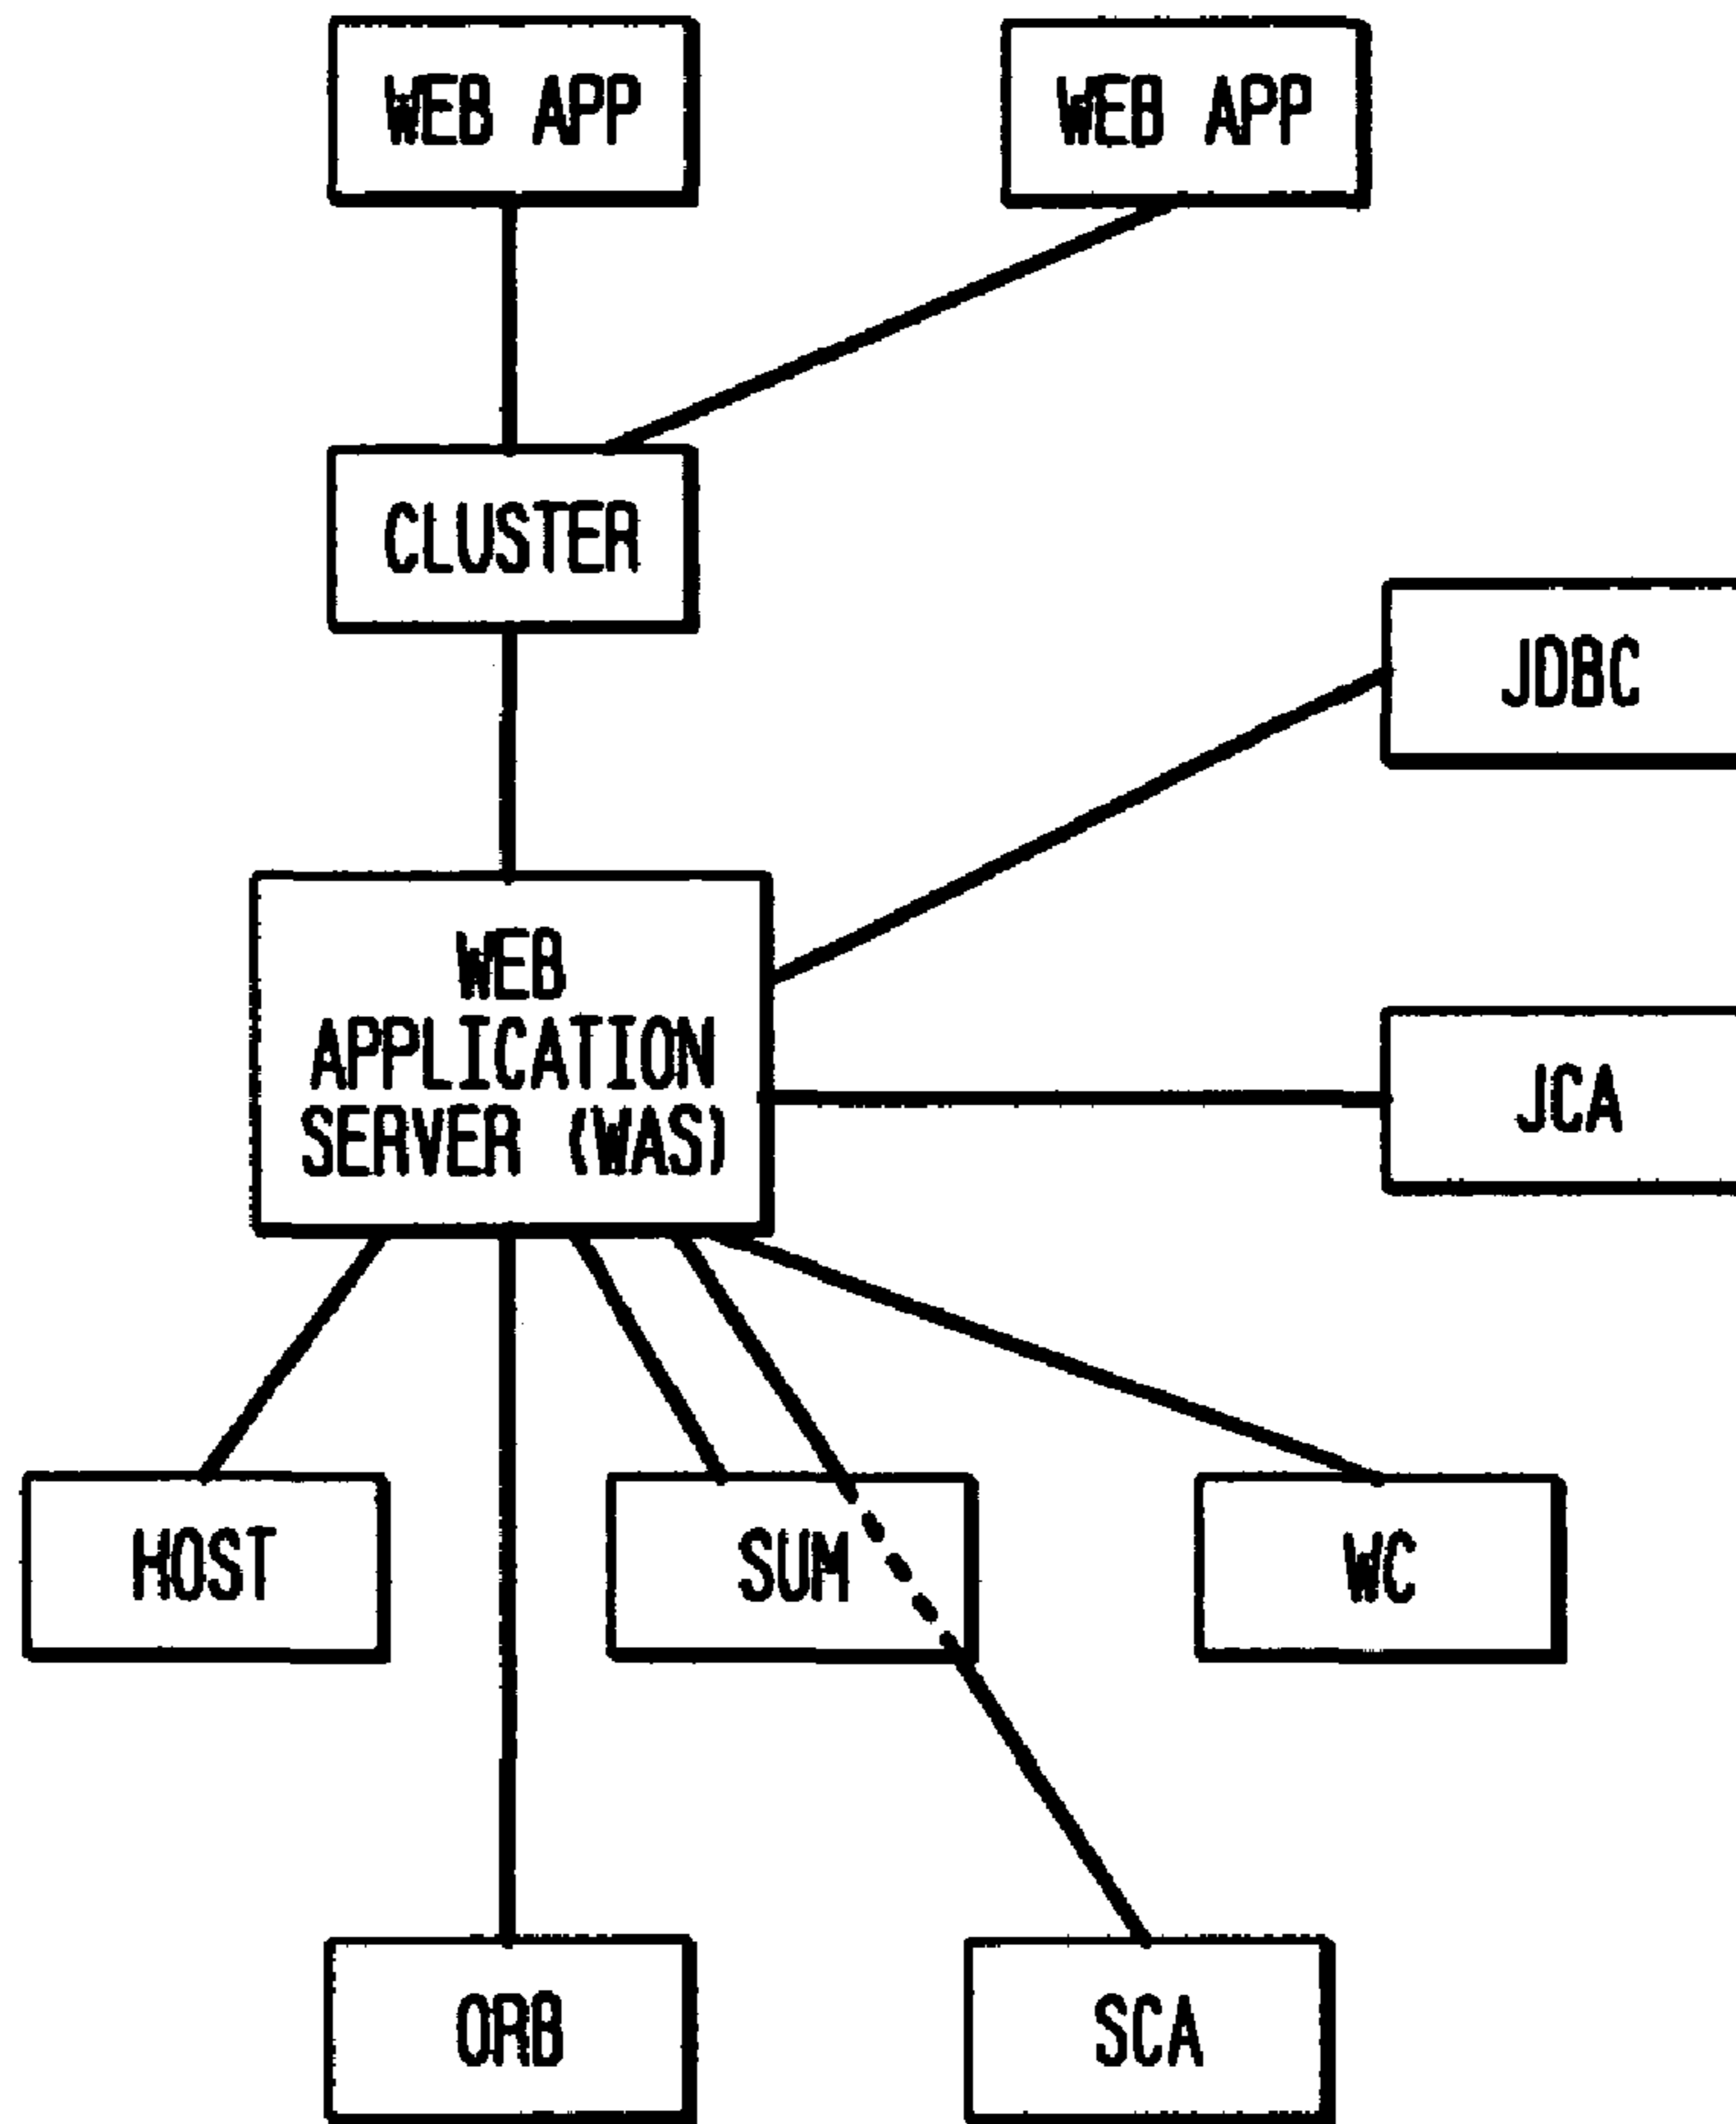 WEB APP
WEB APP
CLUSTER
JDBC
WEB
APPLICATION
SERVER (WAS)
JCA
HOST
SUM
WC
ORB
SCA